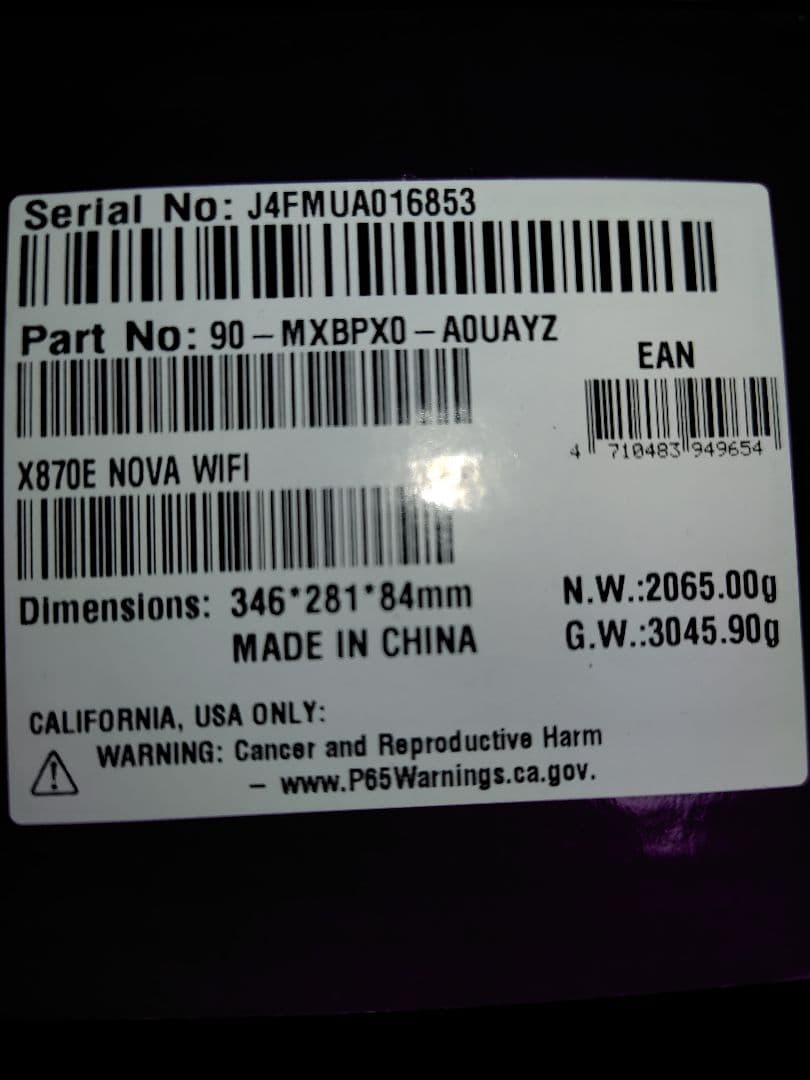 Serial No: J4FMUA016853
Part No: 90-MXBPX0-A0UAYZ
EAN
4 710483 949654
X870E NOVA WIFI
Dimensions: 346*281*84mm
N.W.:2065.00g
MADE IN CHINA
G.W.:3045.90g
CALIFORNIA, USA ONLY:
WARNING: Cancer and Reproductive Harm
– www.P65Warnings.ca.gov.